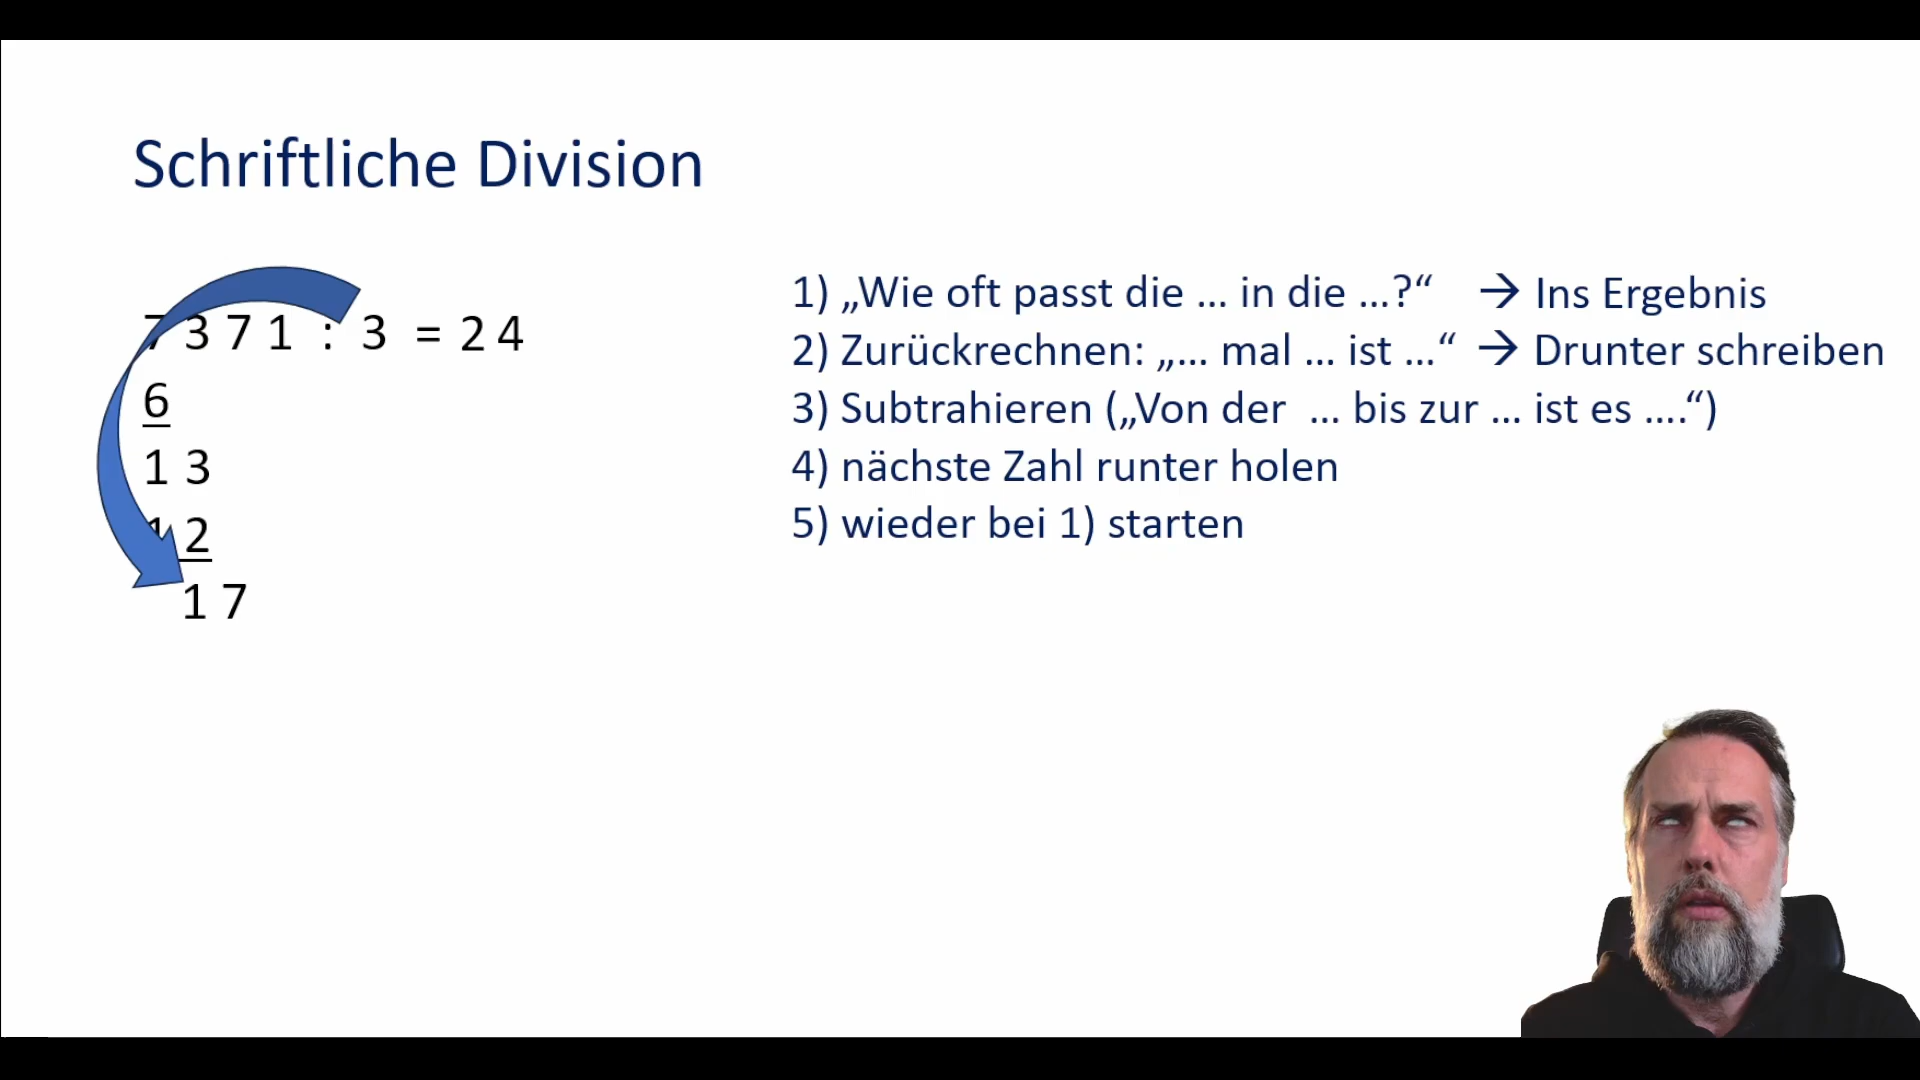 Schriftliche Division
7 3 7 1 : 3 = 2 4
6
1 3
1 2
1 7
1) „Wie oft passt die ... in die ...?“ → Ins Ergebnis
2) Zurückrechnen: „... mal ... ist ...“ → Drunter schreiben
3) Subtrahieren („Von der ... bis zur ... ist es ....“)
4) nächste Zahl runter holen
5) wieder bei 1) starten